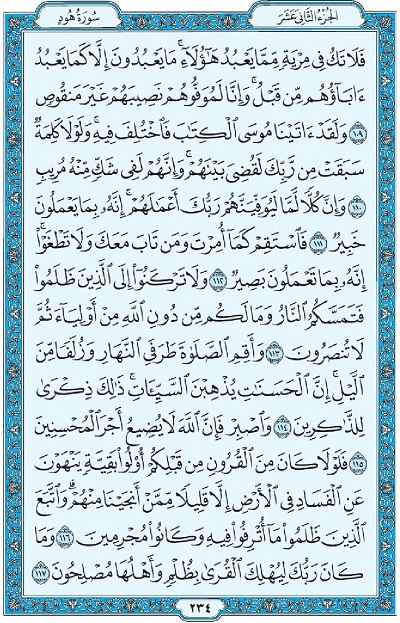 الجزء الثاني عشر
سورة هود
فَلَا تَكُ فِي مِرْيَةٍ مِّمَّا يَعْبُدُ هَٰٓؤُلَآءِ ۚ مَا يَعْبُدُونَ إِلَّا كَمَا يَعْبُدُ
ءَابَآؤُهُم مِّن قَبْلُ ۚ وَإِنَّا لَمُوَفُّوهُمْ نَصِيبَهُمْ غَيْرَ مَنقُوصٍ
١٠٩ وَلَقَدْ ءَاتَيْنَا مُوسَى ٱلْكِتَٰبَ فَٱخْتُلِفَ فِيهِ ۚ وَلَوْلَا كَلِمَةٌ
سَبَقَتْ مِن رَّبِّكَ لَقُضِيَ بَيْنَهُمْ ۚ وَإِنَّهُمْ لَفِي شَكٍّ مِّنْهُ مُرِيبٍ
١١٠ وَإِنَّ كُلًّا لَّمَّا لَيُوَفِّيَنَّهُمْ رَبُّكَ أَعْمَٰلَهُمْ ۚ إِنَّهُۥ بِمَا يَعْمَلُونَ
خَبِيرٌ ١١١ فَٱسْتَقِمْ كَمَآ أُمِرْتَ وَمَن تَابَ مَعَكَ وَلَا تَطْغَوْا۟ ۚ
إِنَّهُۥ بِمَا تَعْمَلُونَ بَصِيرٌ ١١٢ وَلَا تَرْكَنُوٓا۟ إِلَى ٱلَّذِينَ ظَلَمُوا۟
فَتَمَسَّكُمُ ٱلنَّارُ وَمَا لَكُم مِّن دُونِ ٱللَّهِ مِنْ أَوْلِيَآءَ ثُمَّ
لَا تُنصَرُونَ ١١٣ وَأَقِمِ ٱلصَّلَوٰةَ طَرَفَيِ ٱلنَّهَارِ وَزُلَفًا مِّنَ
ٱلَّيْلِ ۚ إِنَّ ٱلْحَسَنَٰتِ يُذْهِبْنَ ٱلسَّيِّـَٔاتِ ۚ ذَٰلِكَ ذِكْرَىٰ
لِلذَّٰكِرِينَ ١١٤ وَٱصْبِرْ فَإِنَّ ٱللَّهَ لَا يُضِيعُ أَجْرَ ٱلْمُحْسِنِينَ
١١٥ فَلَوْلَا كَانَ مِنَ ٱلْقُرُونِ مِن قَبْلِكُمْ أُو۟لُوا۟ بَقِيَّةٍ يَنْهَوْنَ
عَنِ ٱلْفَسَادِ فِي ٱلْأَرْضِ إِلَّا قَلِيلًا مِّمَّنْ أَنجَيْنَا مِنْهُمْ ۗ وَٱتَّبَعَ
ٱلَّذِينَ ظَلَمُوا۟ مَآ أُتْرِفُوا۟ فِيهِ وَكَانُوا۟ مُجْرِمِينَ ١١٦ وَمَا
كَانَ رَبُّكَ لِيُهْلِكَ ٱلْقُرَىٰ بِظُلْمٍ وَأَهْلُهَا مُصْلِحُونَ ١١٧
٢٣٤